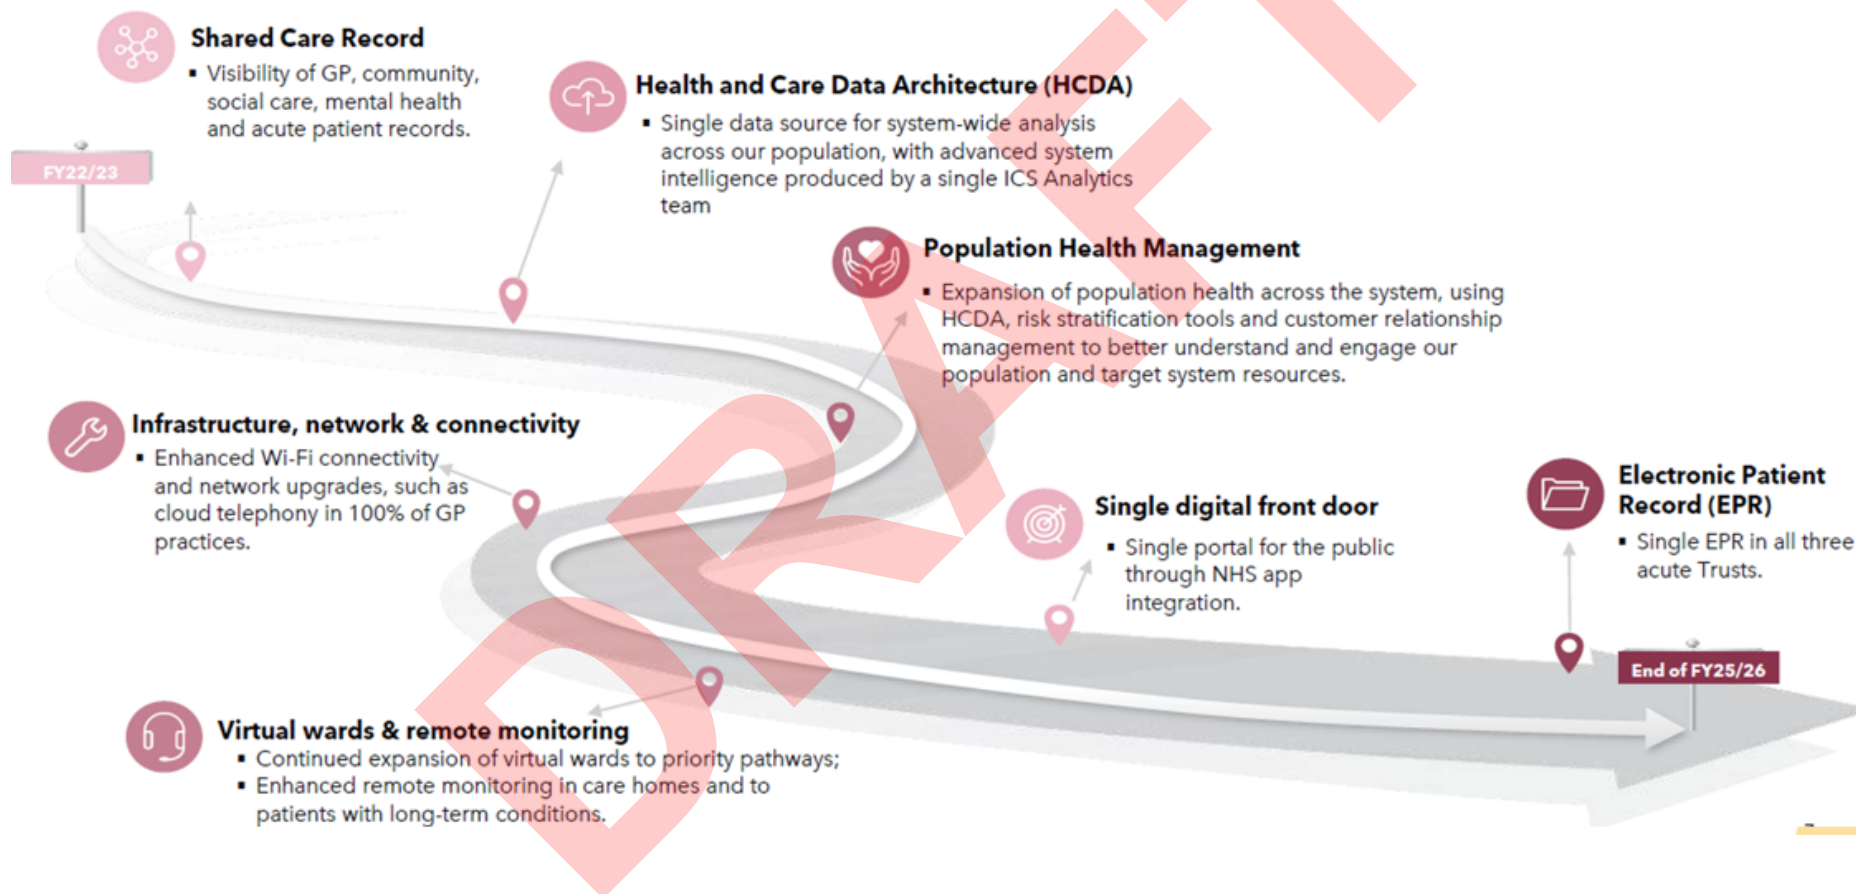 Shared Care Record
▪ Visibility of GP, community,
social care, mental health
and acute patient records.
FY22/23
Health and Care Data Architecture (HCDA)
▪ Single data source for system-wide analysis
across our population, with advanced system
intelligence produced by a single ICS Analytics
team
Population Health Management
▪ Expansion of population health across the system, using
HCDA, risk stratification tools and customer relationship
management to better understand and engage our
population and target system resources.
Infrastructure, network & connectivity
▪ Enhanced Wi-Fi connectivity
and network upgrades, such as
cloud telephony in 100% of GP
practices.
Single digital front door
▪ Single portal for the public
through NHS app
integration.
Electronic Patient
Record (EPR)
▪ Single EPR in all three
acute Trusts.
End of FY25/26
Virtual wards & remote monitoring
▪ Continued expansion of virtual wards to priority pathways;
▪ Enhanced remote monitoring in care homes and to
patients with long-term conditions.
DRAFT